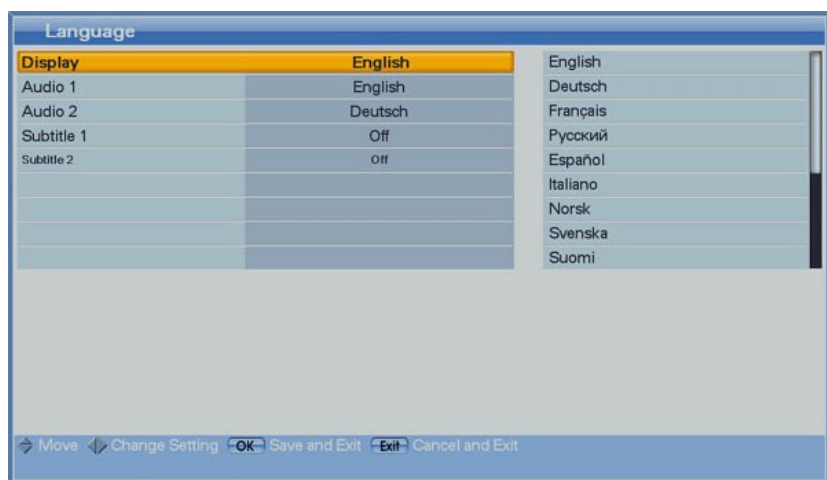 Language
Display English
Audio 1 English
Audio 2 Deutsch
Subtitle 1 Off
Subtitle 2 Off
English
Deutsch
Français
Русский
Español
Italiano
Norsk
Svenska
Suomi
Move Change Setting OK Save and Exit Exit Cancel and Exit